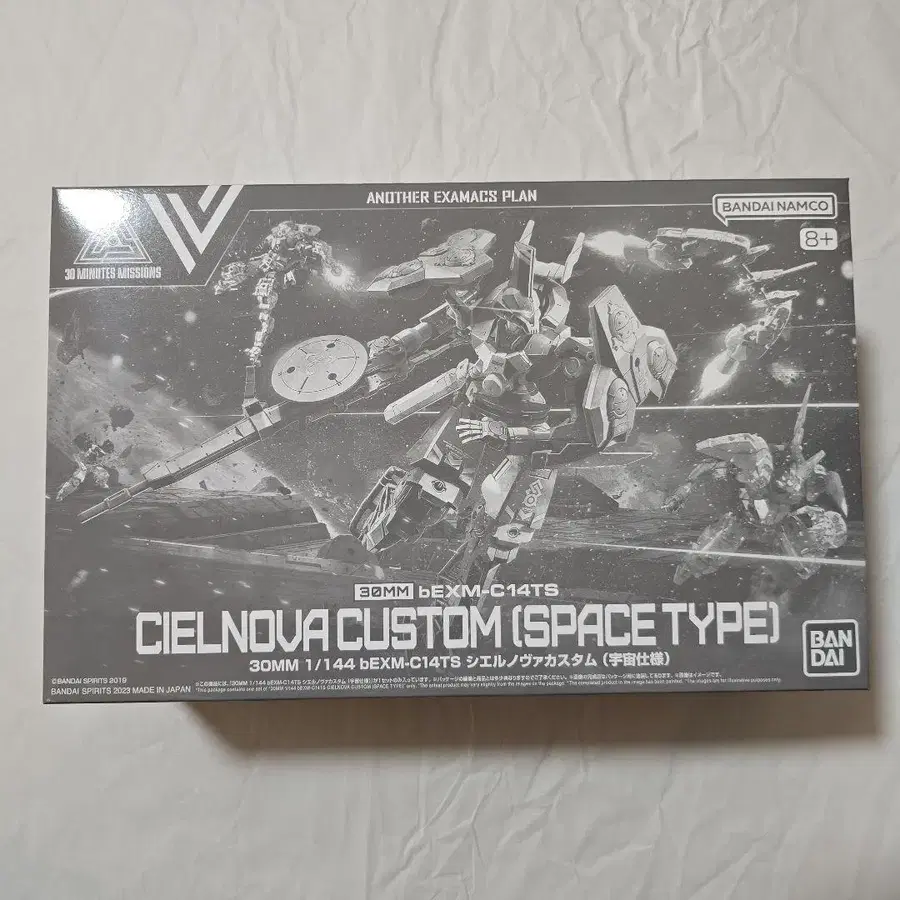 ANOTHER EXAMACS PLAN
BANDAI NAMCO
8+
30 MINUTES MISSIONS
30MM bEXM-C14TS
CIELNOVA CUSTOM [SPACE TYPE]
30MM 1/144 bEXM-C14TS シエルノヴァカスタム (宇宙仕様)
BAN
DAI
©BANDAI SPIRITS 2019
BANDAI SPIRITS 2023 MADE IN JAPAN